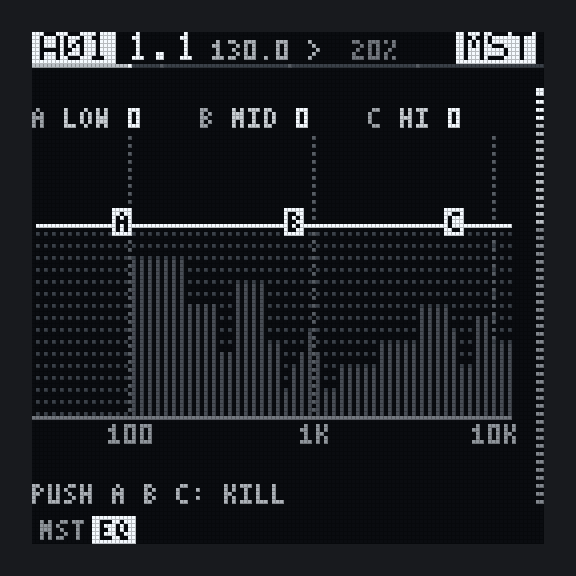 A01 1.1 130.0 > 20% MST
A LOW 0 B MID 0 C HI 0
A B C
100 1K 10K
PUSH A B C: KILL
MST EQ